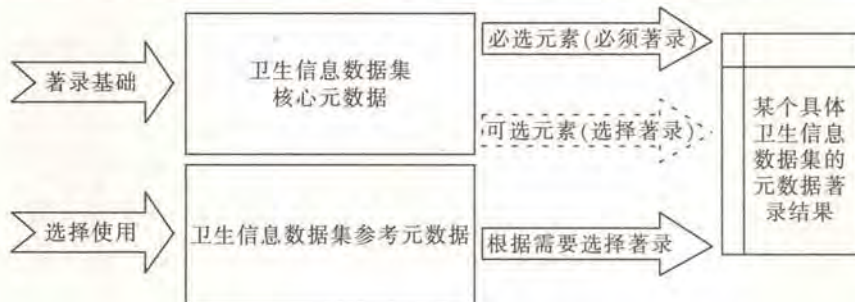 著录基础
卫生信息数据集
核心元数据
必选元素(必须著录)
可选元素(选择著录)
选择使用
卫生信息数据集参考元数据
根据需要选择著录
某个具体
卫生信息
数据集的
元数据著
录结果